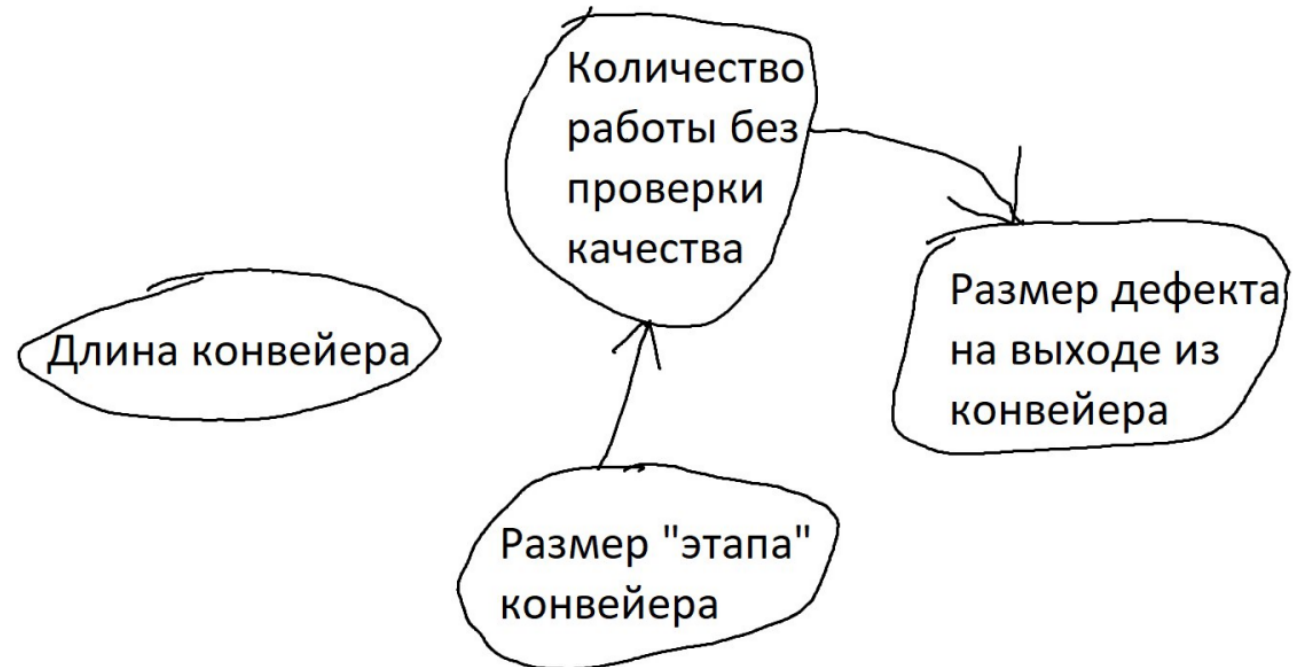 Количество
работы без
проверки
качества
Длина конвейера
Размер дефекта
на выходе из
конвейера
Размер "этапа"
конвейера